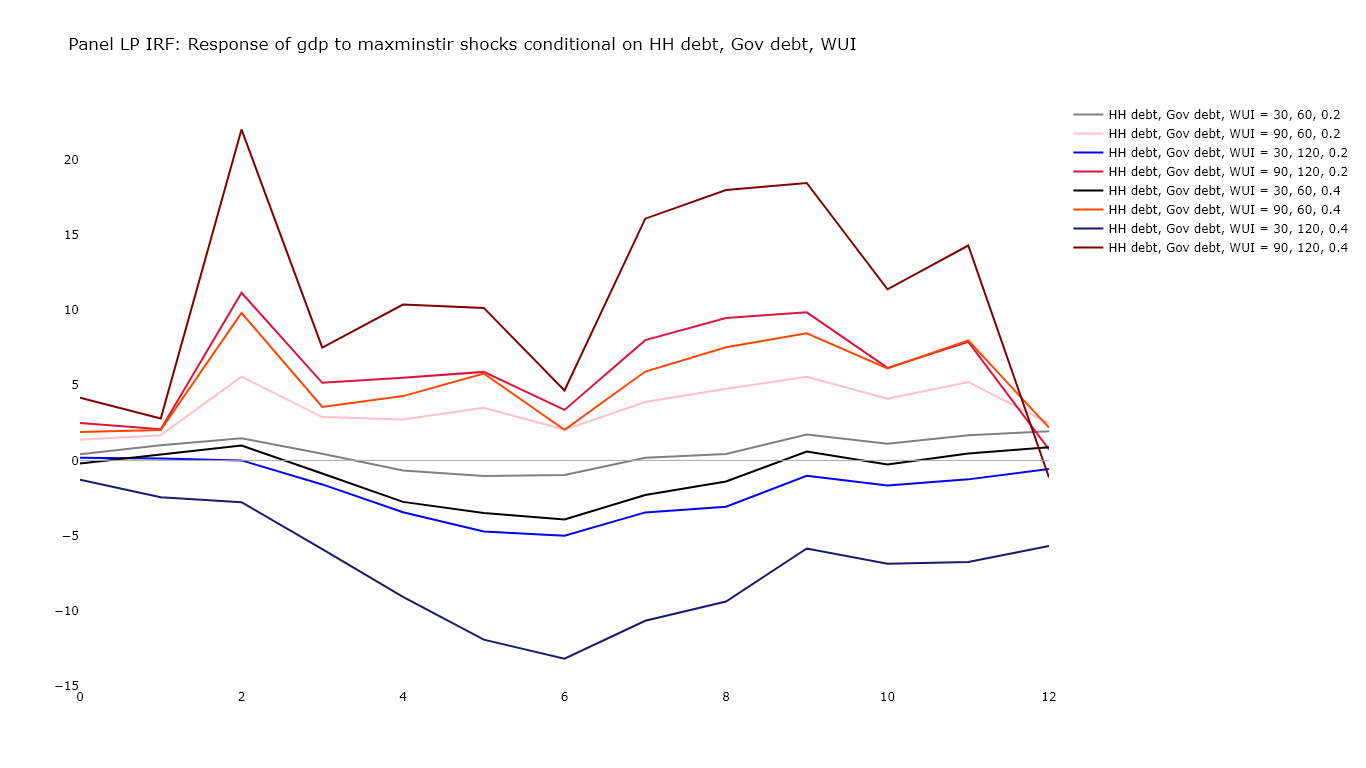 Panel LP IRF: Response of gdp to maxminstir shocks conditional on HH debt, Gov debt, WUI
HH debt, Gov debt, WUI = 30, 60, 0.2
HH debt, Gov debt, WUI = 90, 60, 0.2
HH debt, Gov debt, WUI = 30, 120, 0.2
HH debt, Gov debt, WUI = 90, 120, 0.2
HH debt, Gov debt, WUI = 30, 60, 0.4
HH debt, Gov debt, WUI = 90, 60, 0.4
HH debt, Gov debt, WUI = 30, 120, 0.4
HH debt, Gov debt, WUI = 90, 120, 0.4
20
15
10
5
0
−5
−10
−15
0 2 4 6 8 10 12